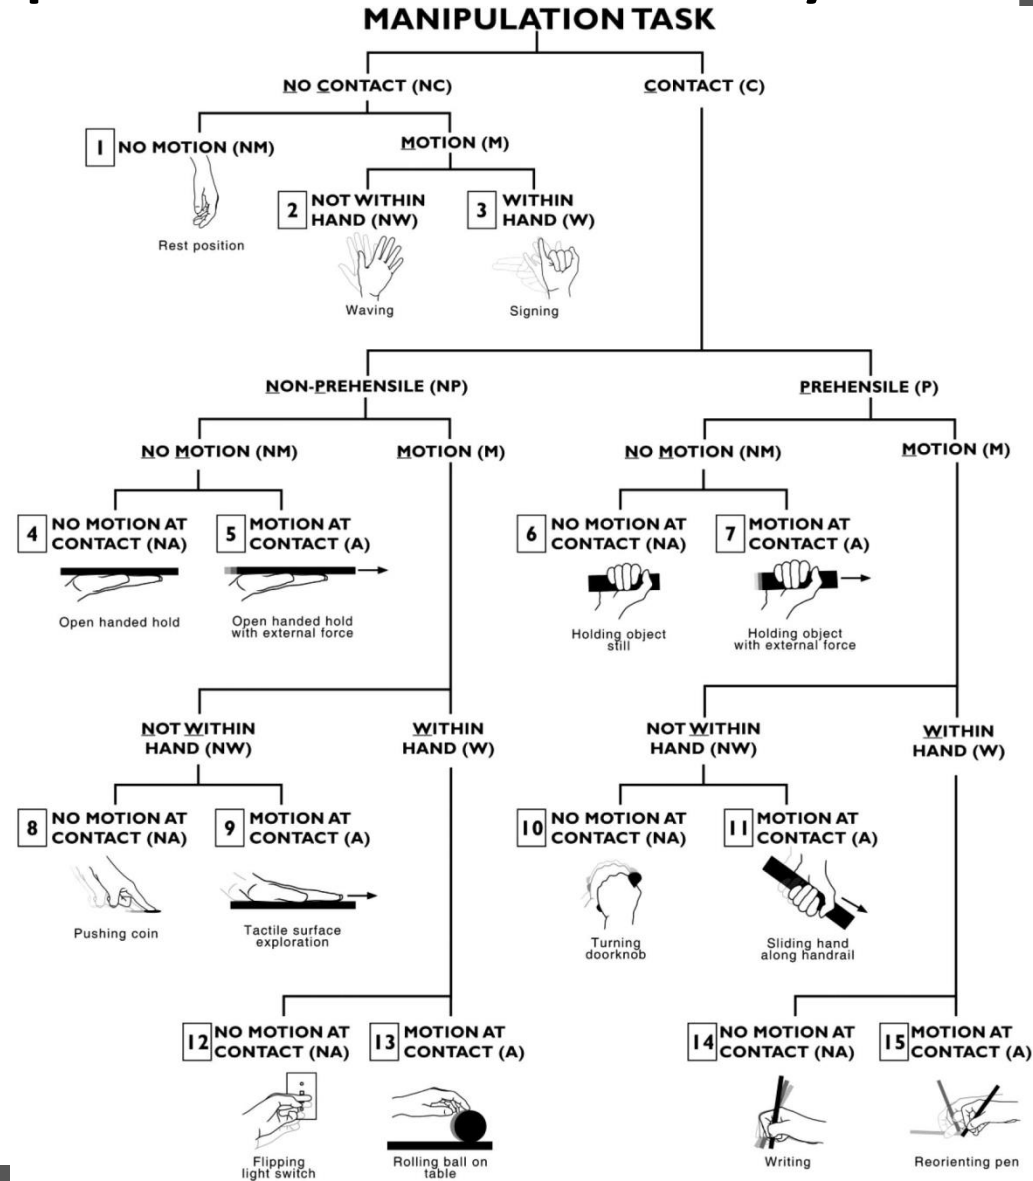 MANIPULATION TASK
NO CONTACT (NC)
CONTACT (C)
1 NO MOTION (NM)
MOTION (M)
Rest position
2 NOT WITHIN
HAND (NW)
3 WITHIN
HAND (W)
Waving
Signing
NON-PREHENSILE (NP)
PREHENSILE (P)
NO MOTION (NM)
MOTION (M)
NO MOTION (NM)
MOTION (M)
4 NO MOTION AT
CONTACT (NA)
5 MOTION AT
CONTACT (A)
6 NO MOTION AT
CONTACT (NA)
7 MOTION AT
CONTACT (A)
Open handed hold
Open handed hold
with external force
Holding object
still
Holding object
with external force
NOT WITHIN
HAND (NW)
WITHIN
HAND (W)
NOT WITHIN
HAND (NW)
WITHIN
HAND (W)
8 NO MOTION AT
CONTACT (NA)
9 MOTION AT
CONTACT (A)
10 NO MOTION AT
CONTACT (NA)
11 MOTION AT
CONTACT (A)
Pushing coin
Tactile surface
exploration
Turning
doorknob
Sliding hand
along handrail
12 NO MOTION AT
CONTACT (NA)
13 MOTION AT
CONTACT (A)
14 NO MOTION AT
CONTACT (NA)
15 MOTION AT
CONTACT (A)
Flipping
light switch
Rolling ball on
table
Writing
Reorienting pen